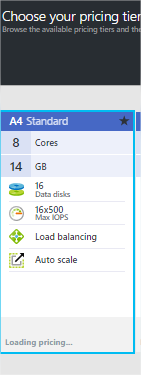 Choose your pricing tier
Browse the available pricing tiers and the
A4 Standard
8 Cores
14 GB
16
Data disks
16x500
Max IOPS
Load balancing
Auto scale
Loading pricing...